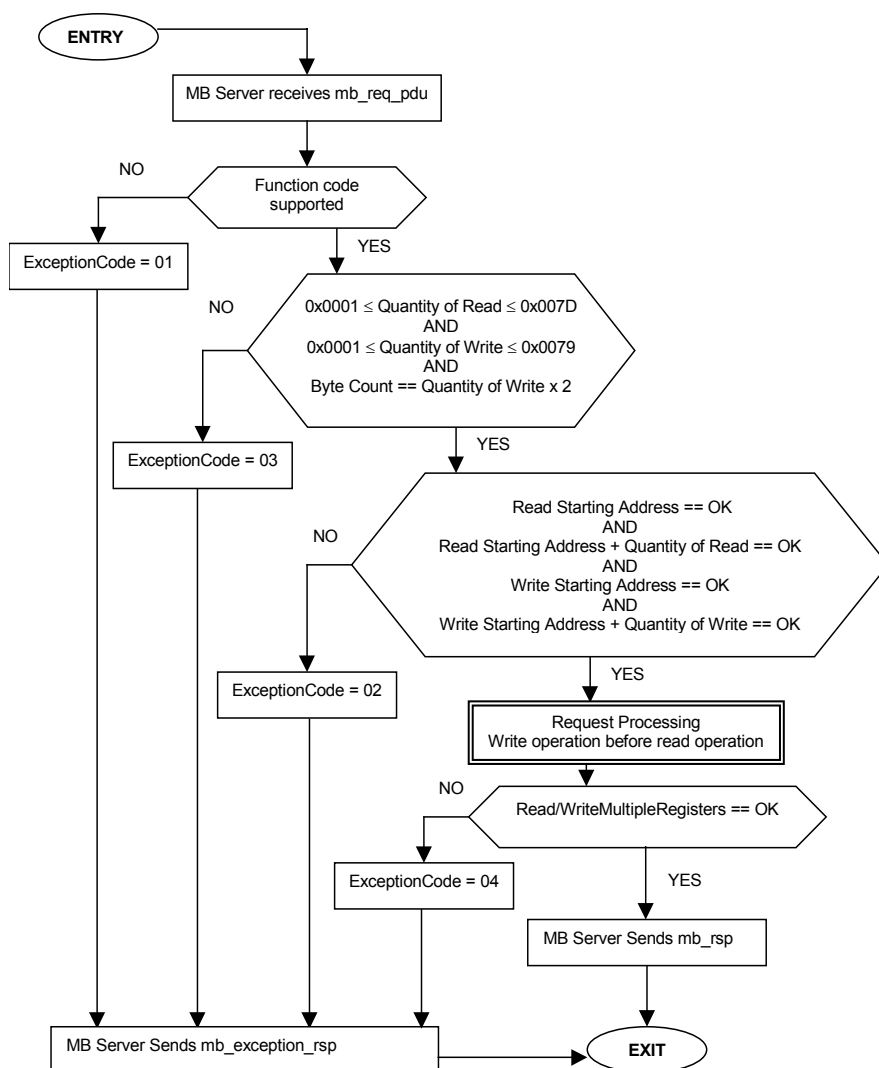 ENTRY
MB Server receives mb_req_pdu
NO
Function code
supported
YES
ExceptionCode = 01
NO
0x0001 ≤ Quantity of Read ≤ 0x007D
AND
0x0001 ≤ Quantity of Write ≤ 0x0079
AND
Byte Count == Quantity of Write x 2
YES
ExceptionCode = 03
NO
Read Starting Address == OK
AND
Read Starting Address + Quantity of Read == OK
AND
Write Starting Address == OK
AND
Write Starting Address + Quantity of Write == OK
YES
ExceptionCode = 02
Request Processing
Write operation before read operation
NO
Read/WriteMultipleRegisters == OK
YES
ExceptionCode = 04
MB Server Sends mb_rsp
MB Server Sends mb_exception_rsp
EXIT